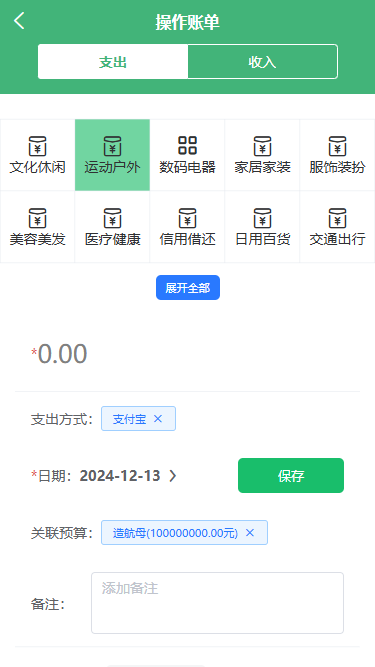 操作账单
支出 收入
文化休闲 运动户外 数码电器 家居家装 服饰装扮
美容美发 医疗健康 信用借还 日用百货 交通出行
展开全部
*0.00
支出方式: 支付宝 ×
*日期: 2024-12-13 保存
关联预算: 造航母(100000000.00元) ×
备注: 添加备注